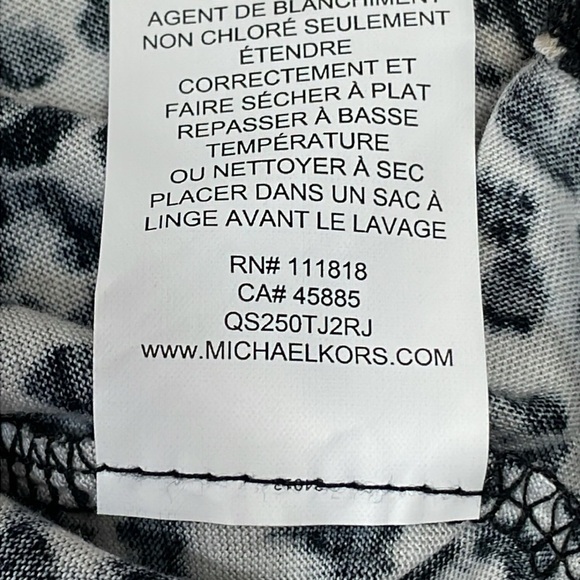 AGENT DE BLANCHIMENT
NON CHLORÉ SEULEMENT
ÉTENDRE
CORRECTEMENT ET
FAIRE SÉCHER À PLAT
REPASSER À BASSE
TEMPÉRATURE
OU NETTOYER À SEC
PLACER DANS UN SAC À
LINGE AVANT LE LAVAGE
RN# 111818
CA# 45885
QS250TJ2RJ
WWW.MICHAELKORS.COM